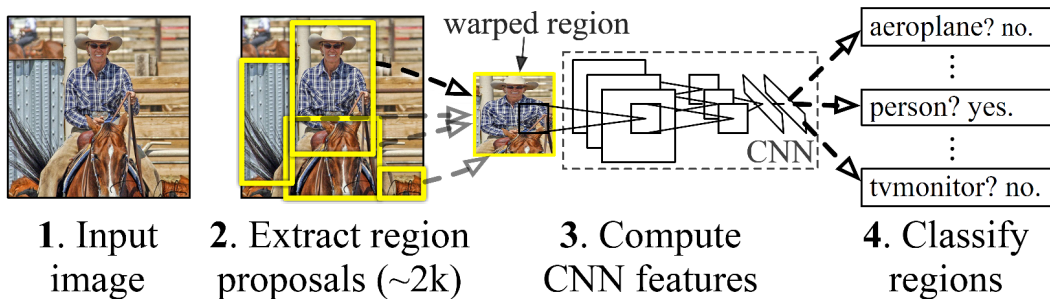 warped region
aeroplane? no.
person? yes.
CNN
tvmonitor? no.
1. Input
image
2. Extract region
proposals (~2k)
3. Compute
CNN features
4. Classify
regions